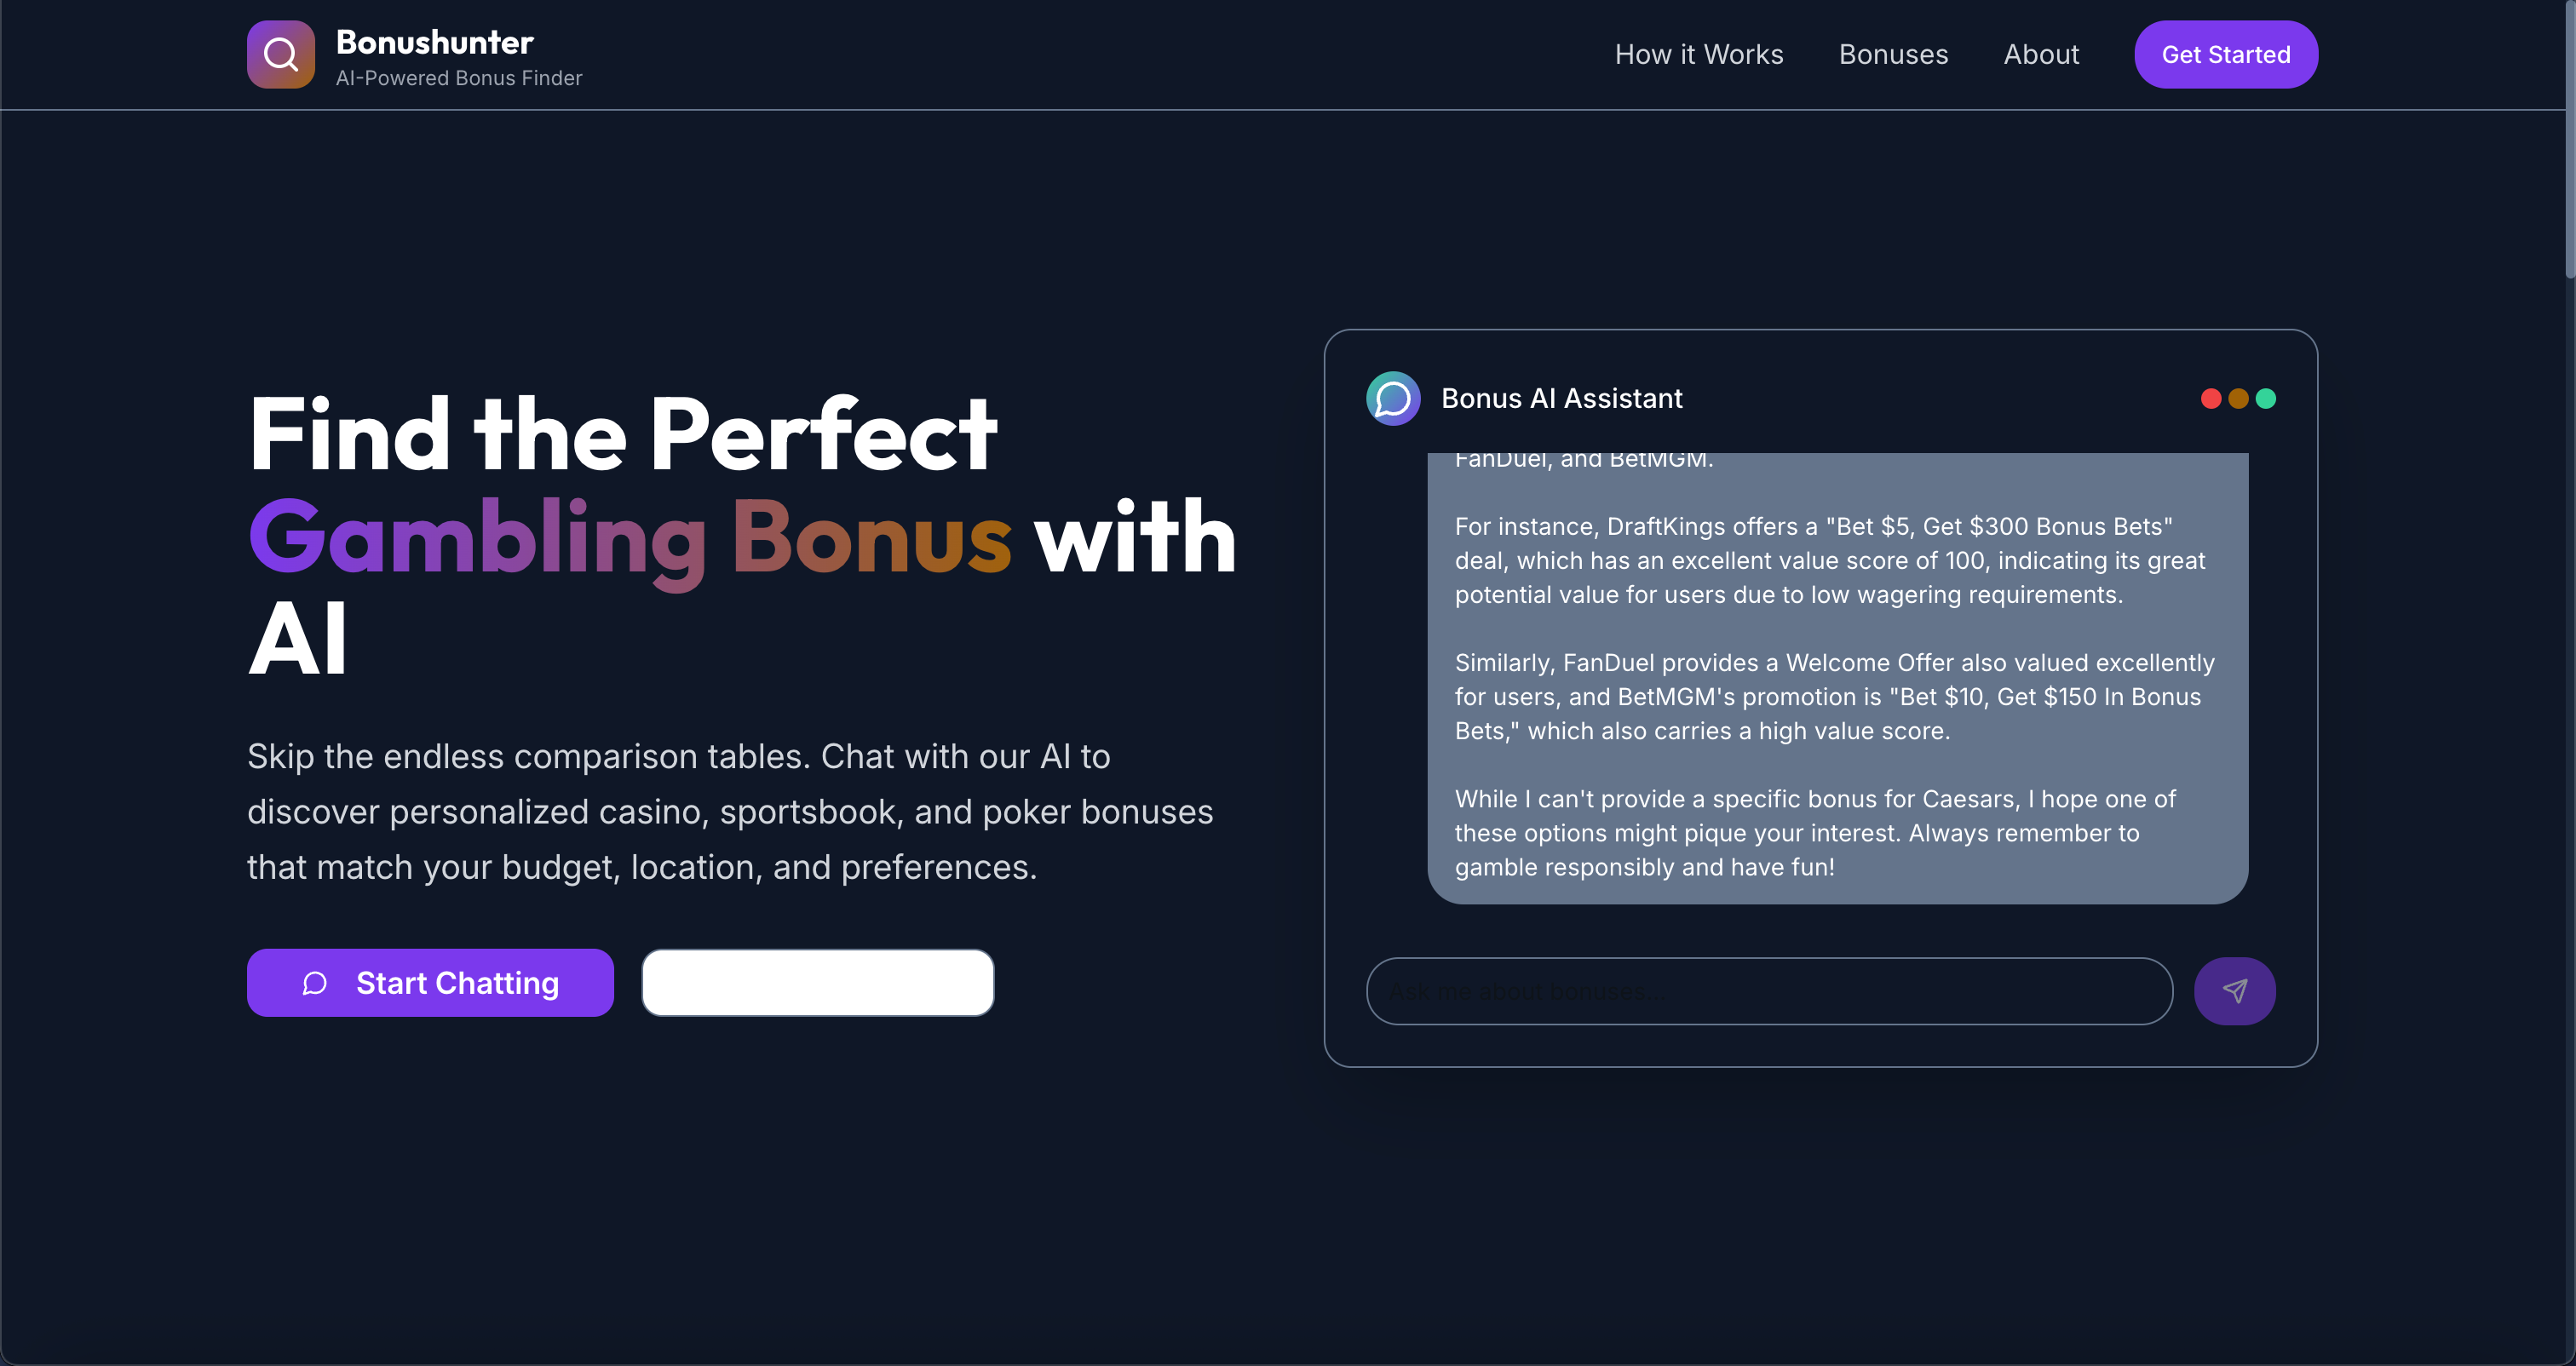 Bonushunter
AI-Powered Bonus Finder
How it Works
Bonuses
About
Get Started
Find the Perfect
Gambling Bonus with
AI
Skip the endless comparison tables. Chat with our AI to
discover personalized casino, sportsbook, and poker bonuses
that match your budget, location, and preferences.
Start Chatting
Bonus AI Assistant
FanDuel, and BetMGM.
For instance, DraftKings offers a "Bet $5, Get $300 Bonus Bets"
deal, which has an excellent value score of 100, indicating its great
potential value for users due to low wagering requirements.
Similarly, FanDuel provides a Welcome Offer also valued excellently
for users, and BetMGM's promotion is "Bet $10, Get $150 In Bonus
Bets," which also carries a high value score.
While I can't provide a specific bonus for Caesars, I hope one of
these options might pique your interest. Always remember to
gamble responsibly and have fun!
Ask me about bonuses...